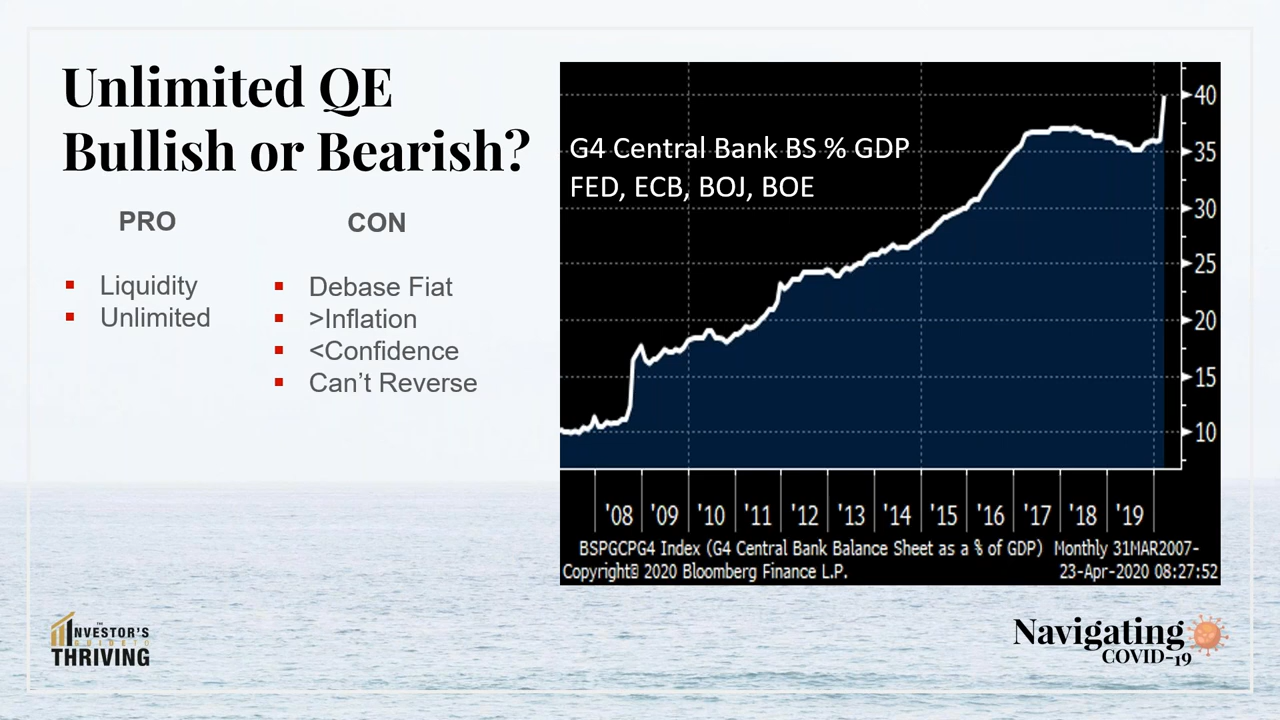 Unlimited QE
Bullish or Bearish?
PRO
Liquidity
Unlimited
CON
Debase Fiat
>Inflation
<Confidence
Can't Reverse
G4 Central Bank BS % GDP
FED, ECB, BOJ, BOE
40
35
30
25
20
15
10
'08 '09 '10 '11 '12 '13 '14 '15 '16 '17 '18 '19
BSPGCPG4 Index (G4 Central Bank Balance Sheet as a % of GDP) Monthly 31MAR2007-
Copyright© 2020 Bloomberg Finance L.P. 23-Apr-2020 08:27:52
THE
INVESTOR'S
GUIDE TO
THRIVING
Navigating
COVID-19